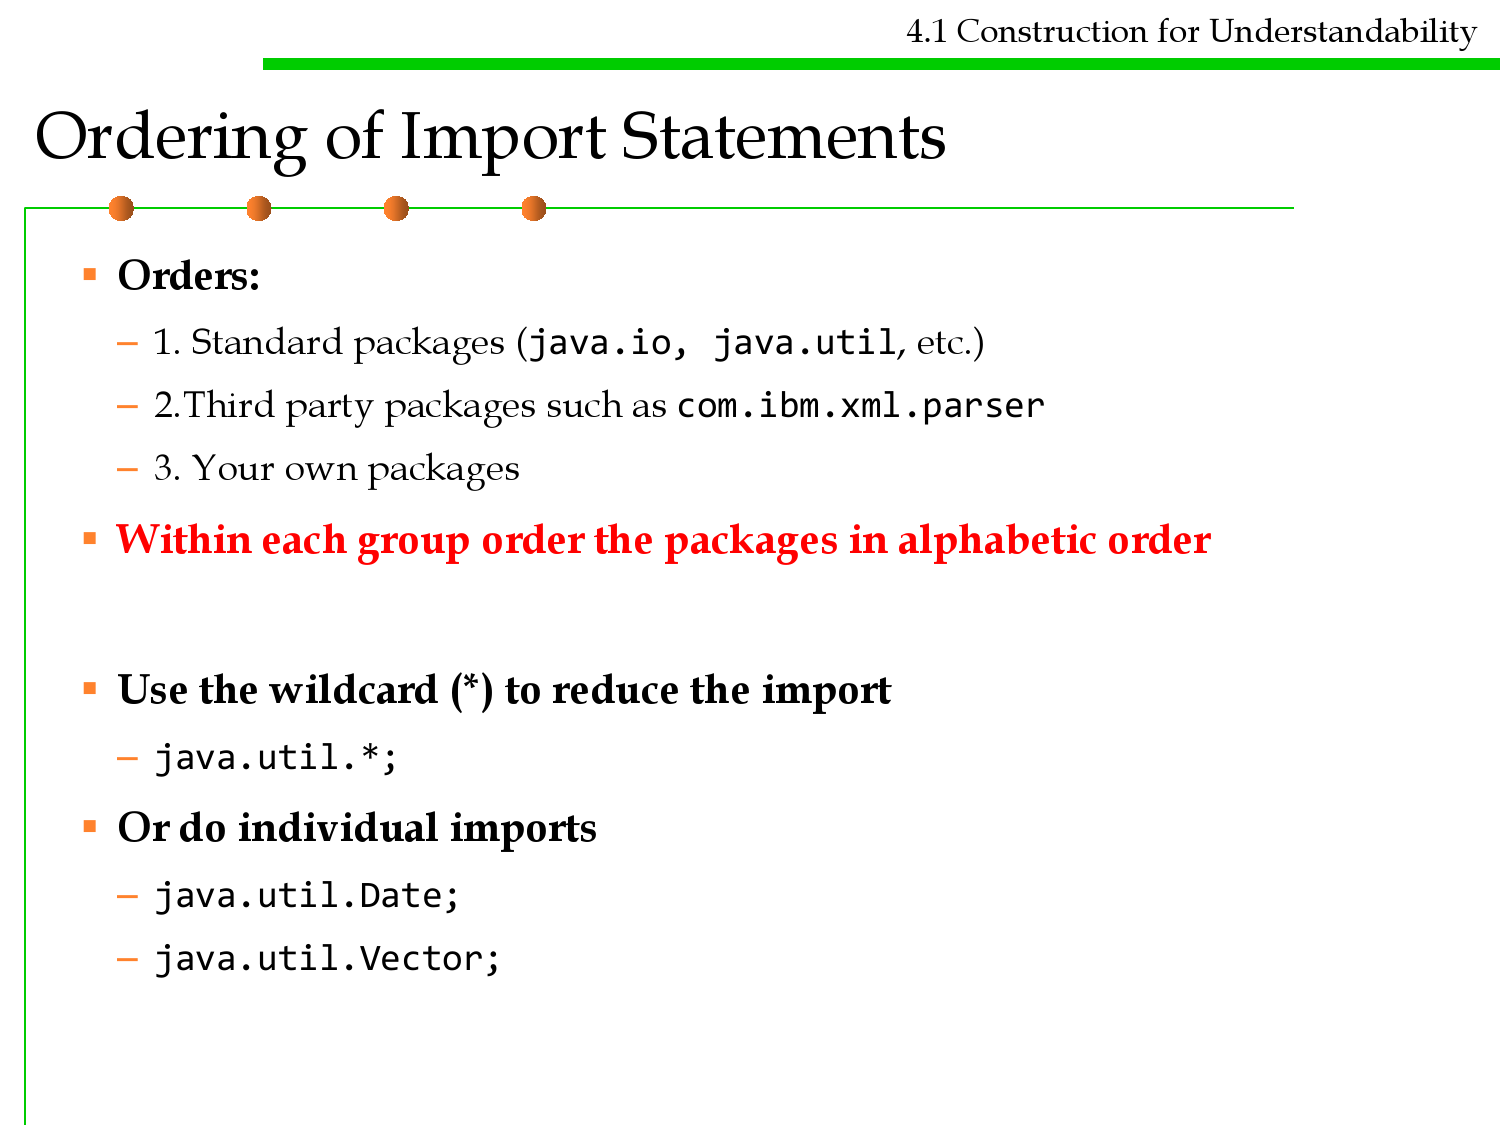 4.1 Construction for Understandability
Ordering of Import Statements
▪ Orders:
– 1. Standard packages (java.io, java.util, etc.)
– 2.Third party packages such as com.ibm.xml.parser
– 3. Your own packages
▪ Within each group order the packages in alphabetic order
▪ Use the wildcard (*) to reduce the import
– java.util.*;
▪ Or do individual imports
– java.util.Date;
– java.util.Vector;